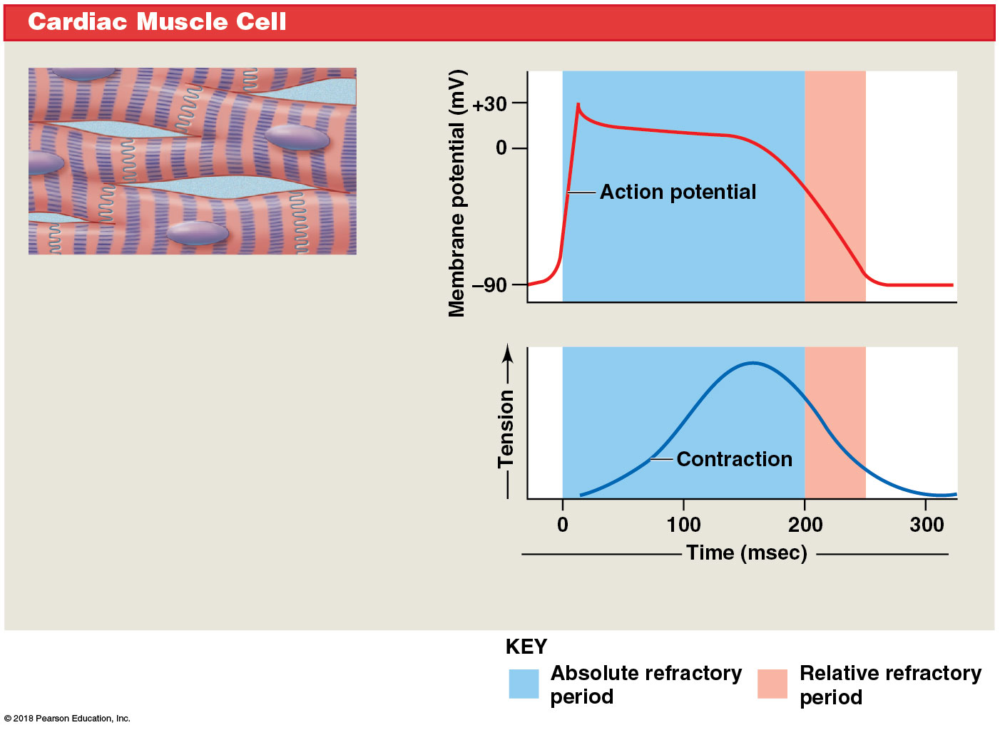 Cardiac Muscle Cell
Membrane potential (mV)
+30
0
–90
Action potential
Tension
Contraction
0 100 200 300
Time (msec)
KEY
Absolute refractory
period
Relative refractory
period
© 2018 Pearson Education, Inc.